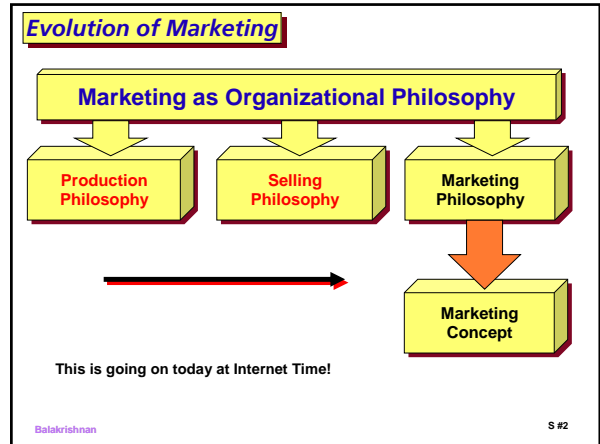 Evolution of Marketing
Marketing as Organizational Philosophy
Production
Philosophy
Selling
Philosophy
Marketing
Philosophy
Marketing
Concept
This is going on today at Internet Time!
Balakrishnan
S #2